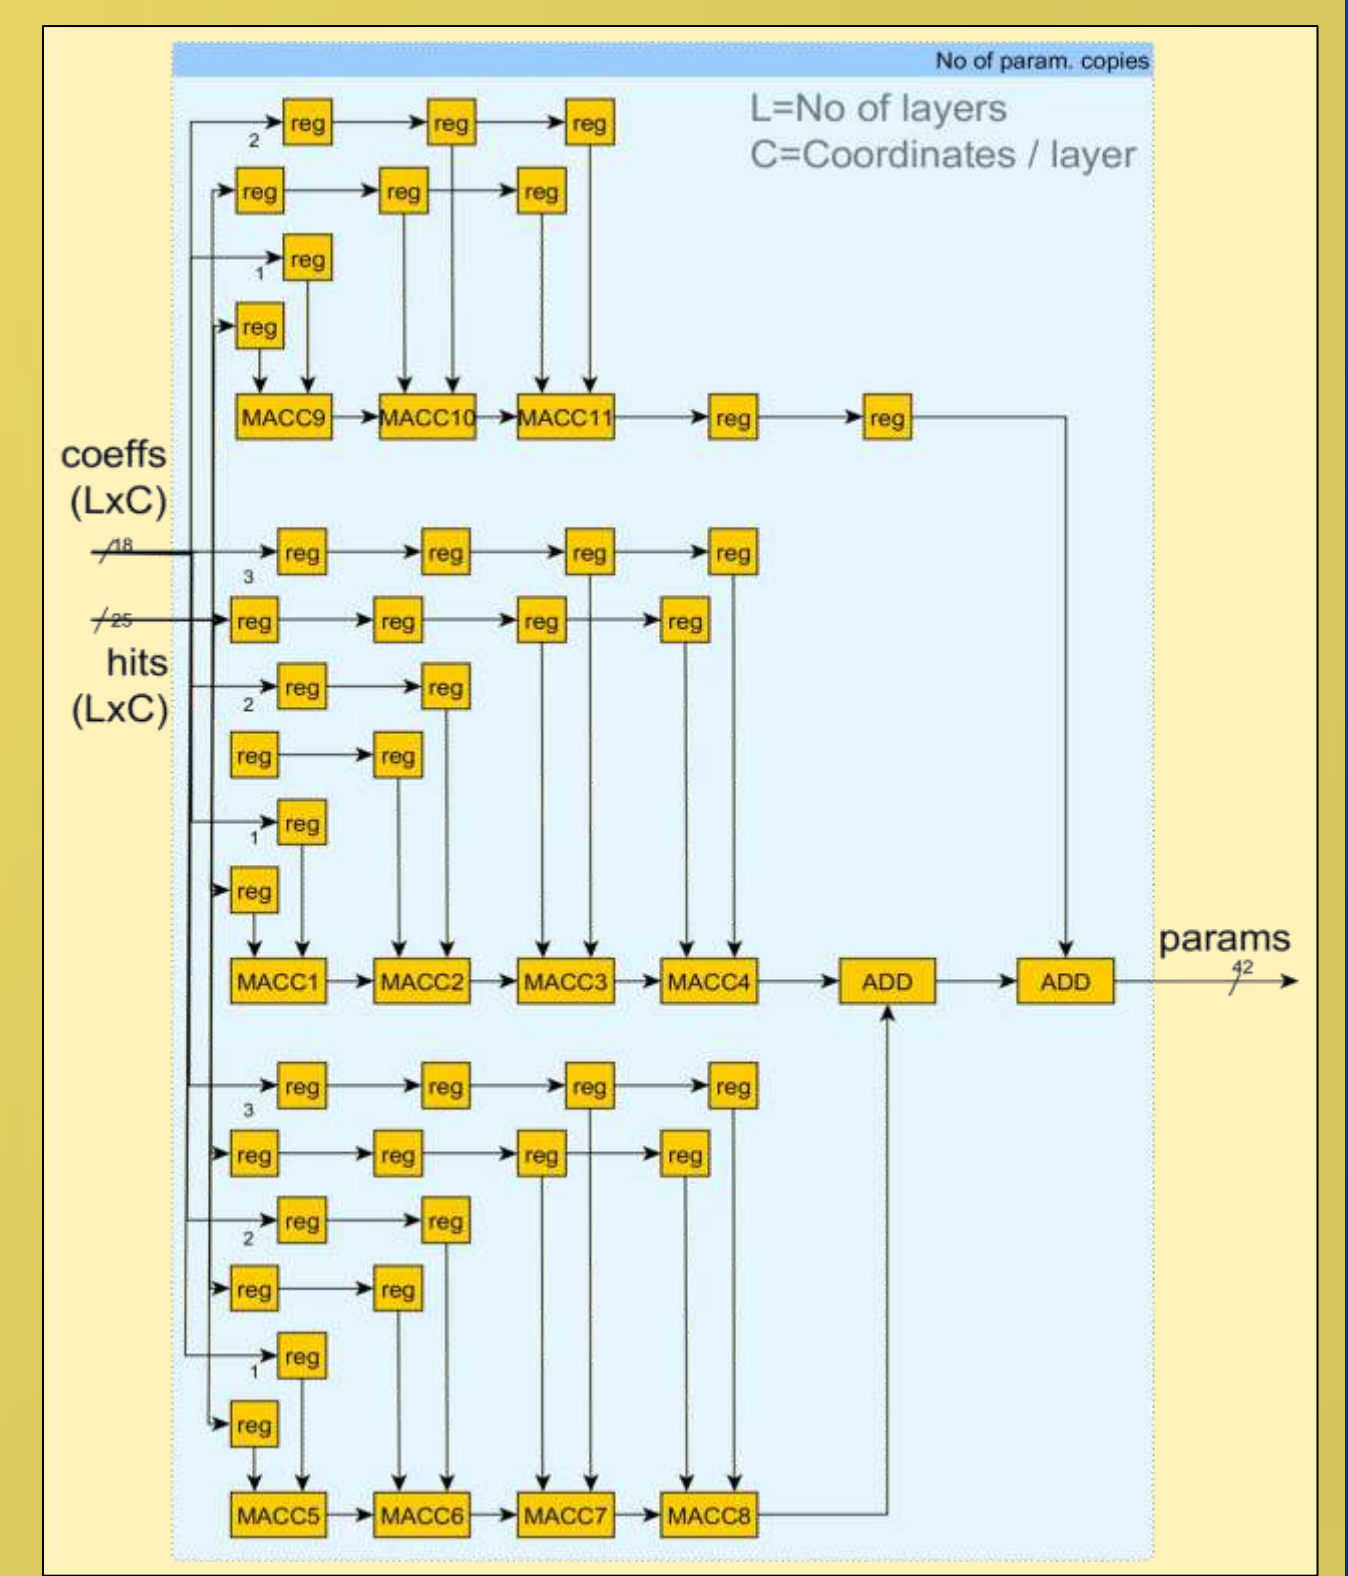 No of param. copies
L=No of layers
C=Coordinates / layer
reg reg reg
2
reg reg reg
reg
1
reg
MACC9 MACC10 MACC11 reg reg
coeffs
(LxC)
18
reg reg reg reg
3
25
reg reg reg reg
hits
(LxC)
reg reg
2
reg reg
reg
1
reg
params
42
MACC1 MACC2 MACC3 MACC4 ADD ADD
reg reg reg reg
3
reg reg reg reg
reg reg
2
reg reg
reg
1
reg
MACC5 MACC6 MACC7 MACC8